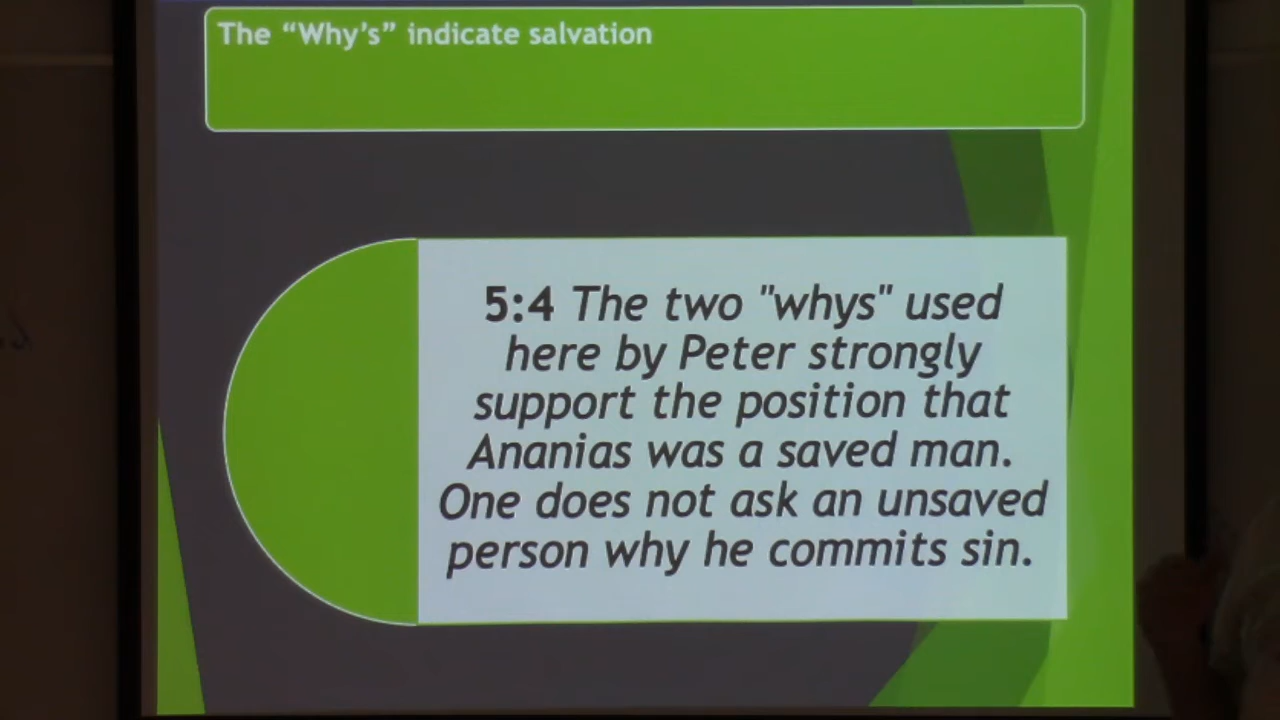 The “Why’s” indicate salvation
5:4 The two "whys" used
here by Peter strongly
support the position that
Ananias was a saved man.
One does not ask an unsaved
person why he commits sin.